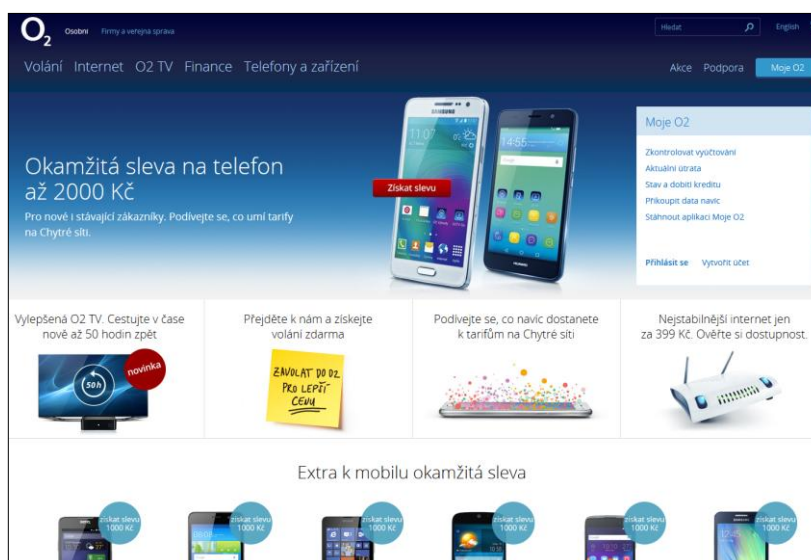 O2
Osobní Firmy a veřejná správa
Hledat
English
Volání Internet O2 TV Finance Telefony a zařízení
Akce Podpora Moje O2
Okamžitá sleva na telefon
až 2000 Kč
Pro nové i stávající zákazníky. Podívejte se, co umí tarify
na Chytré síti.
SAMSUNG
11:07
Získat slevu
14:55
HUAWEI
Moje O2
Zkontrolovat vyúčtování
Aktuální útrata
Stav a dobití kreditu
Přikoupit data navíc
Stáhnout aplikaci Moje O2
Přihlásit se Vytvořit účet
Vylepšená O2 TV. Cestujte v čase
nově až 50 hodin zpět
50h
novinka
Přejděte k nám a získejte
volání zdarma
ZAVOLAT DO O2
PRO LEPŠÍ
CENU
Podívejte se, co navíc dostanete
k tarifům na Chytré síti
Nejstabilnější internet jen
za 399 Kč. Ověřte si dostupnost.
Extra k mobilu okamžitá sleva
získat slevu
1000 Kč
získat slevu
1000 Kč
získat slevu
1000 Kč
získat slevu
1000 Kč
získat slevu
1000 Kč
získat slevu
1000 Kč